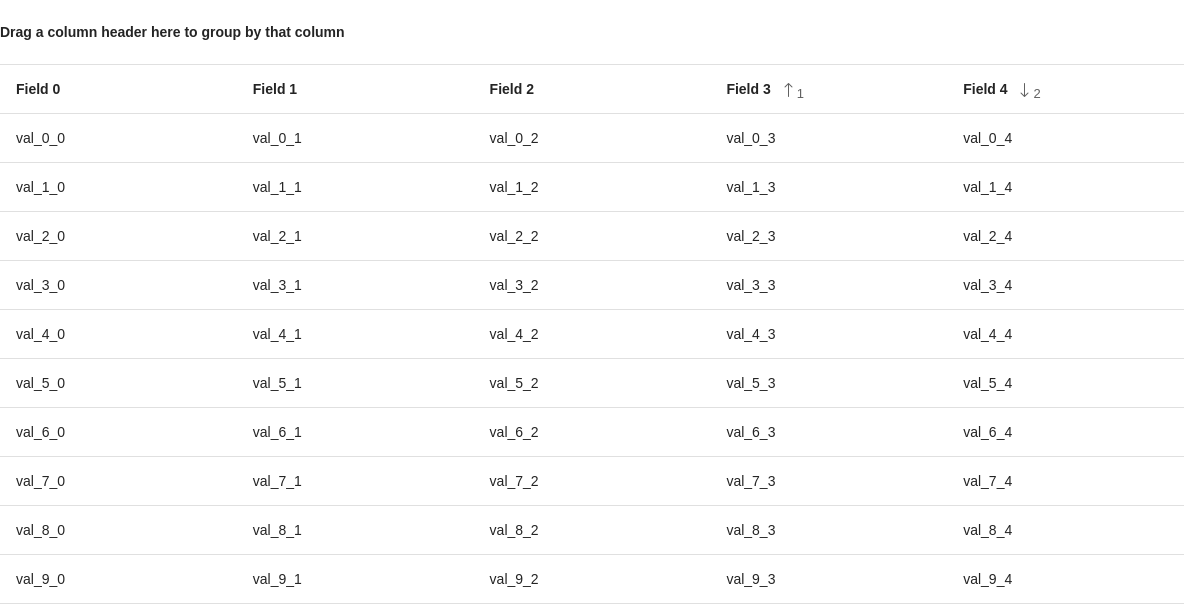 Drag a column header here to group by that column
Field 0 Field 1 Field 2 Field 3 1 Field 4 2
val_0_0 val_0_1 val_0_2 val_0_3 val_0_4
val_1_0 val_1_1 val_1_2 val_1_3 val_1_4
val_2_0 val_2_1 val_2_2 val_2_3 val_2_4
val_3_0 val_3_1 val_3_2 val_3_3 val_3_4
val_4_0 val_4_1 val_4_2 val_4_3 val_4_4
val_5_0 val_5_1 val_5_2 val_5_3 val_5_4
val_6_0 val_6_1 val_6_2 val_6_3 val_6_4
val_7_0 val_7_1 val_7_2 val_7_3 val_7_4
val_8_0 val_8_1 val_8_2 val_8_3 val_8_4
val_9_0 val_9_1 val_9_2 val_9_3 val_9_4